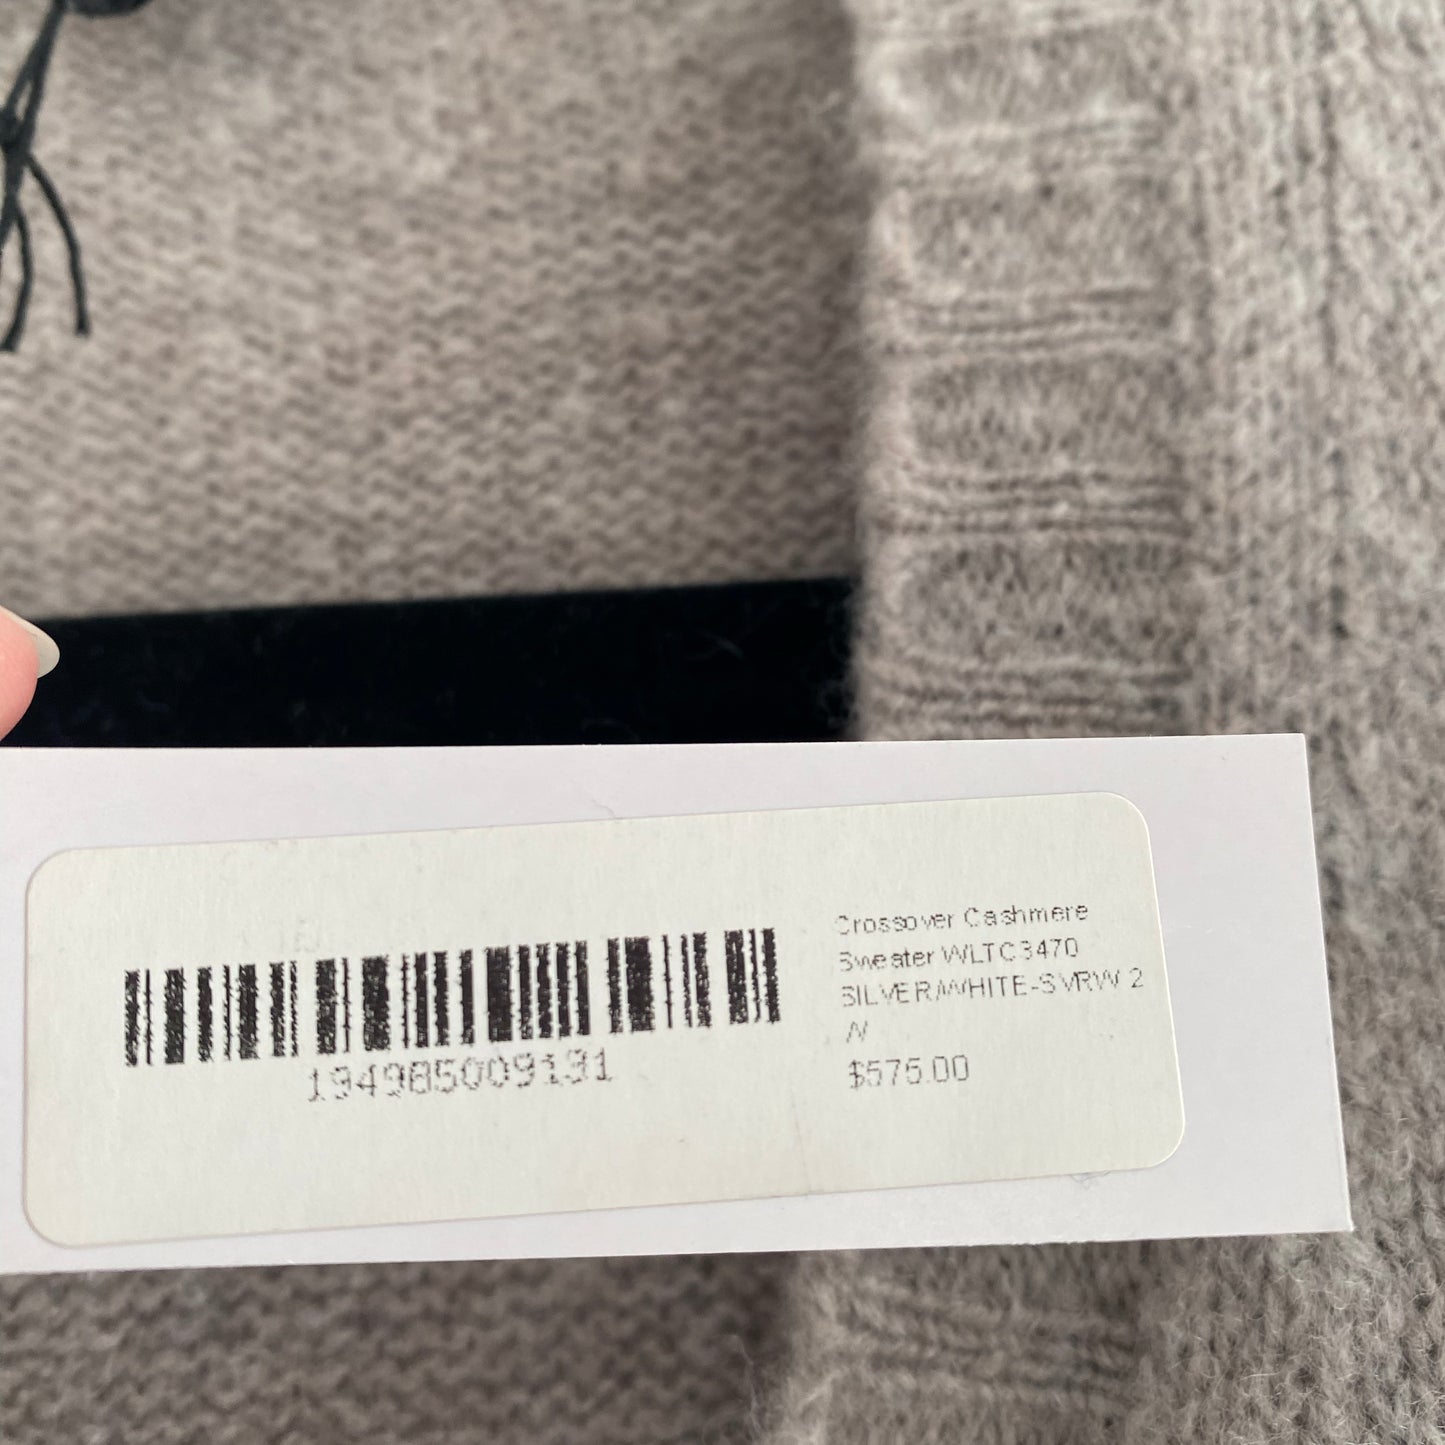 Crossover Cashmere
Sweater WLTC3470
SILVER/WHITE-SVRW 2
194985009131
$575.00